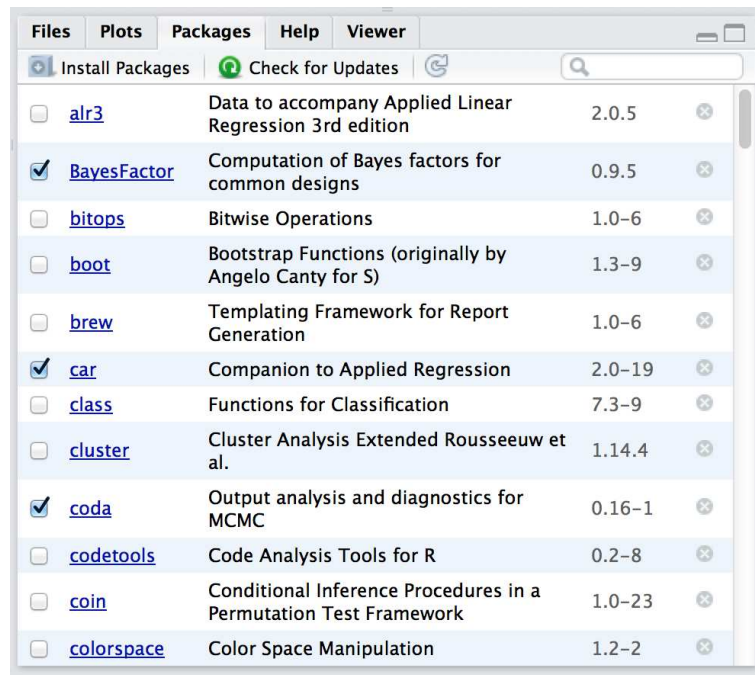 Files Plots Packages Help Viewer
Install Packages Check for Updates
alr3 Data to accompany Applied Linear 2.0.5
Regression 3rd edition
BayesFactor Computation of Bayes factors for 0.9.5
common designs
bitops Bitwise Operations 1.0-6
boot Bootstrap Functions (originally by 1.3-9
Angelo Canty for S)
brew Templating Framework for Report 1.0-6
Generation
car Companion to Applied Regression 2.0-19
class Functions for Classification 7.3-9
cluster Cluster Analysis Extended Rousseeuw et 1.14.4
al.
coda Output analysis and diagnostics for 0.16-1
MCMC
codetools Code Analysis Tools for R 0.2-8
coin Conditional Inference Procedures in a 1.0-23
Permutation Test Framework
colorspace Color Space Manipulation 1.2-2